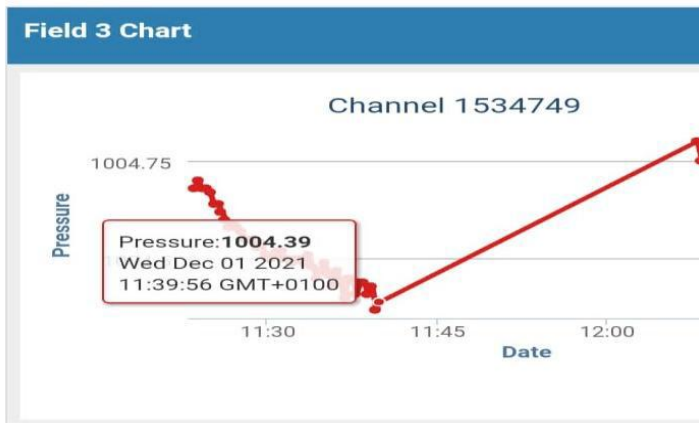 Field 3 Chart
Channel 1534749
1004.75
Pressure
Pressure:1004.39
Wed Dec 01 2021
11:39:56 GMT+0100
11:30
11:45
12:00
Date